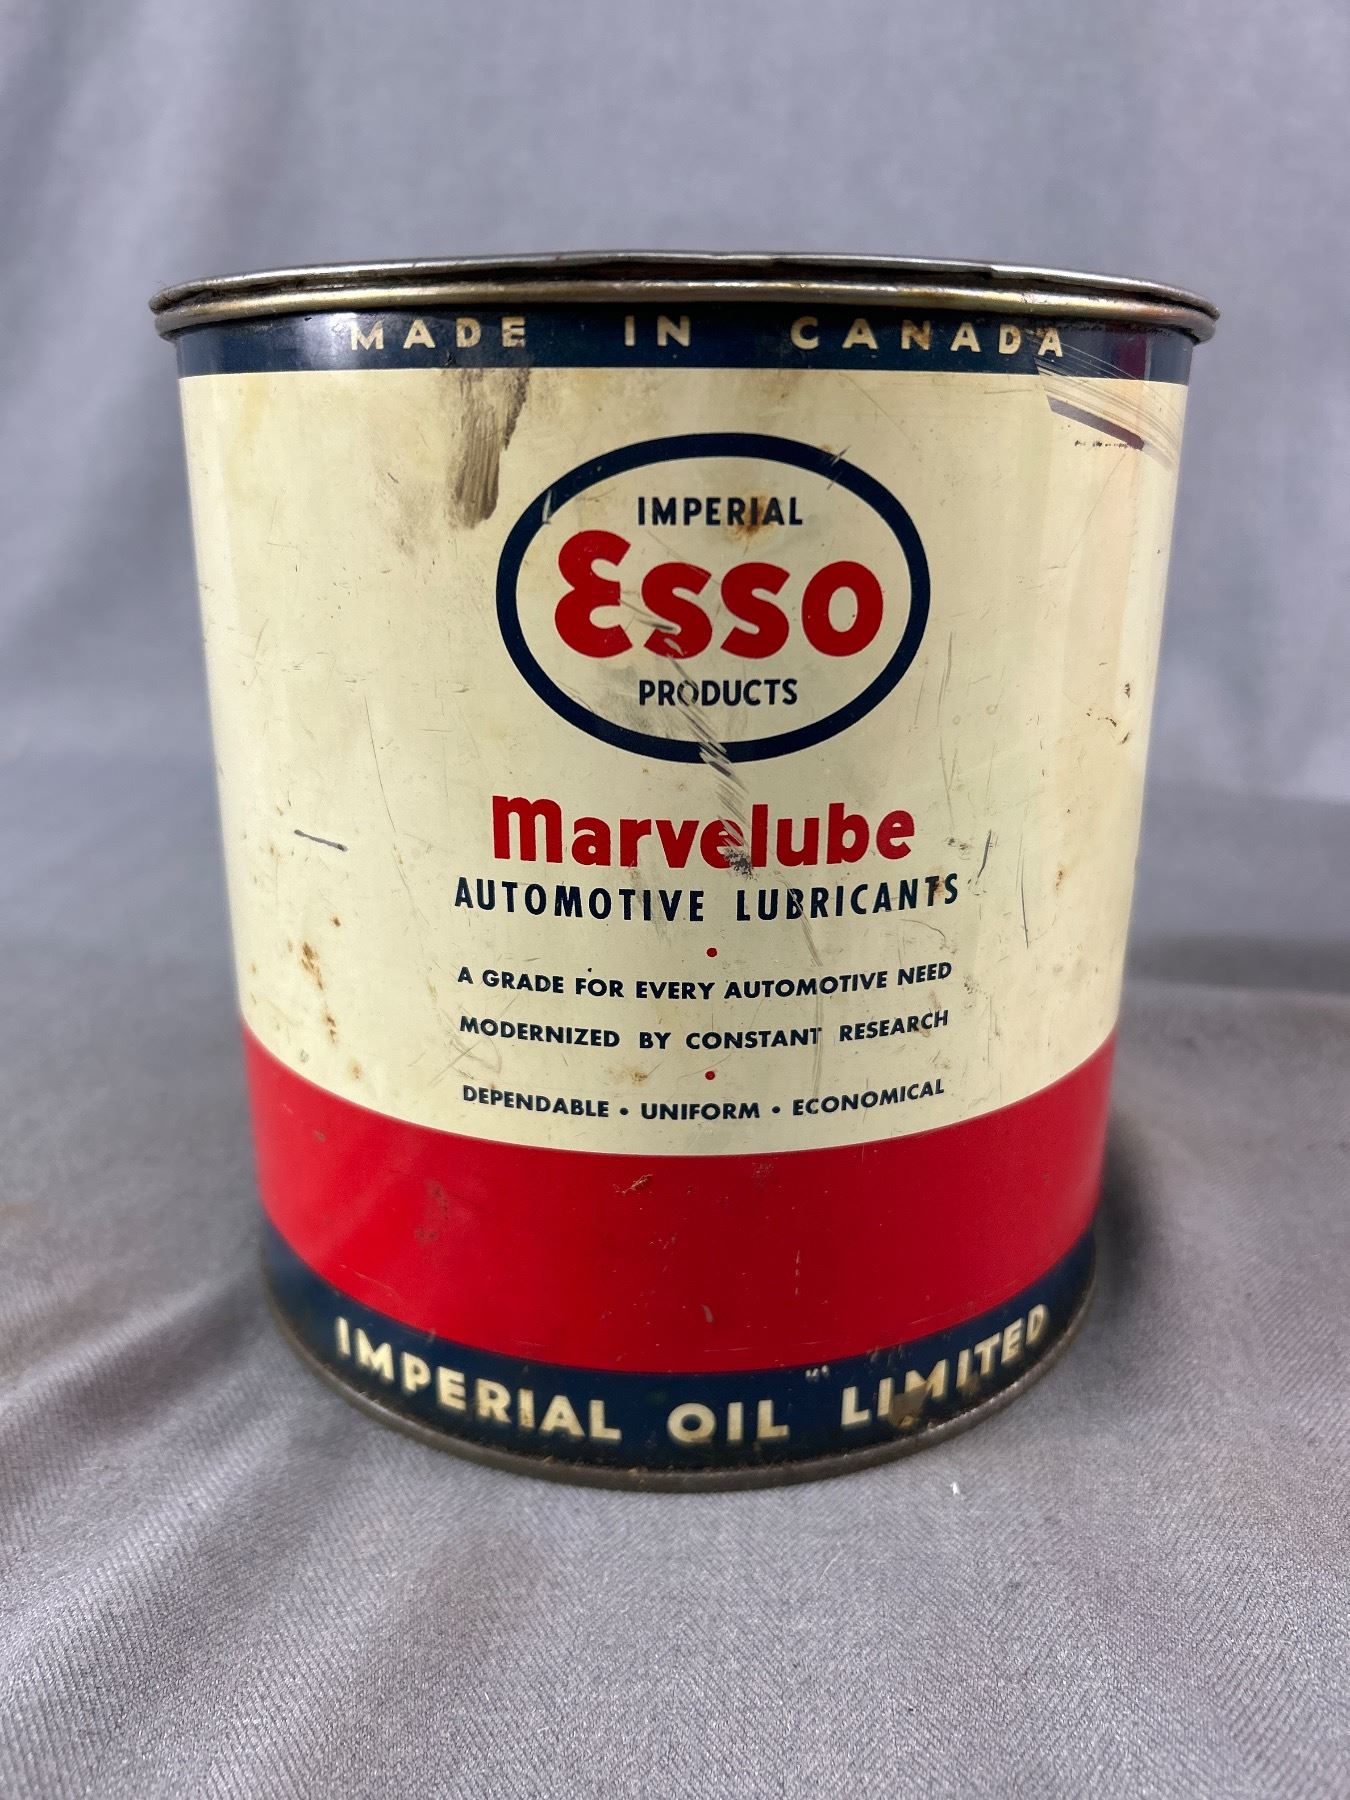 MADE IN CANADA
IMPERIAL
Esso
PRODUCTS
marvelube
AUTOMOTIVE LUBRICANTS
•
A GRADE FOR EVERY AUTOMOTIVE NEED
MODERNIZED BY CONSTANT RESEARCH
•
DEPENDABLE • UNIFORM • ECONOMICAL
IMPERIAL OIL LIMITED